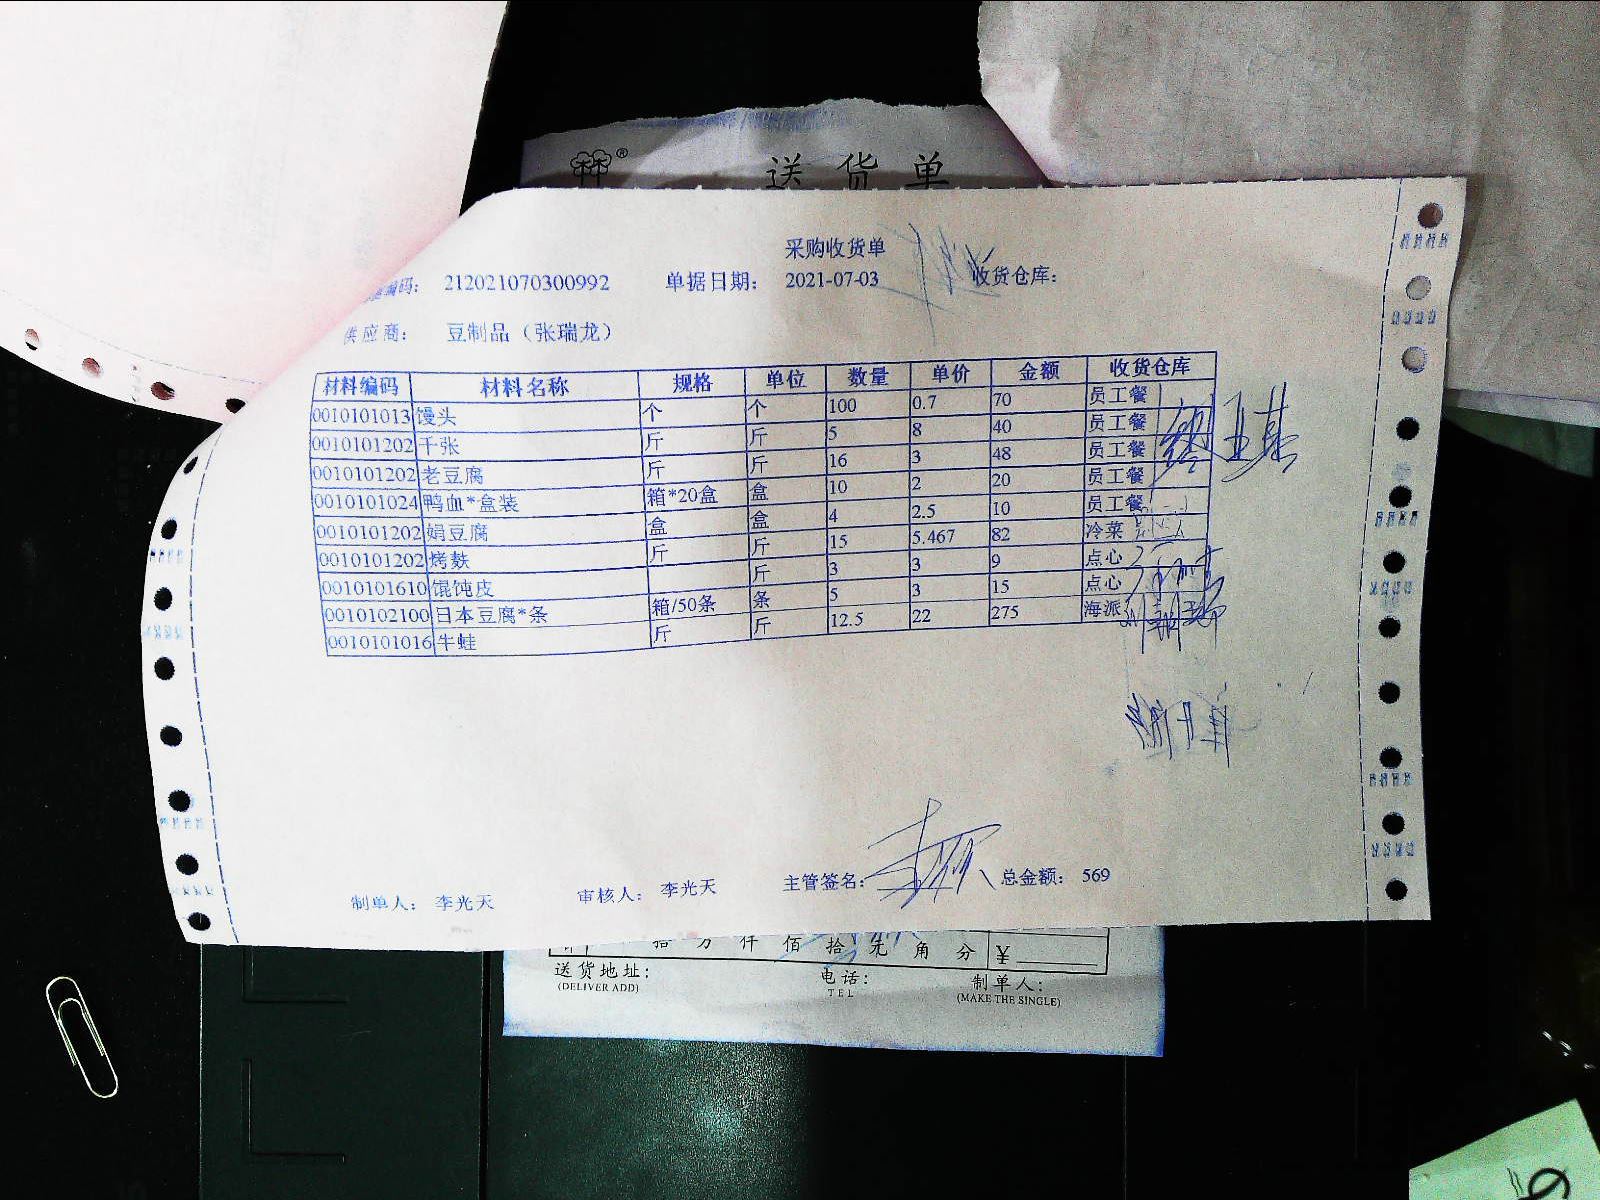 送货单
采购收货单
编码: 212021070300992 单据日期: 2021-07-03 收货仓库:
供应商: 豆制品（张瑞龙）
材料编码 材料名称 规格 单位 数量 单价 金额 收货仓库
0010101013 馒头 个 个 100 0.7 70 员工餐
0010101202 千张 斤 斤 5 8 40 员工餐
0010101202 老豆腐 斤 斤 16 3 48 员工餐
0010101024 鸭血*盒装 箱*20盒 盒 10 2 20 员工餐
0010101202 娟豆腐 盒 盒 4 2.5 10 员工餐
0010101202 烤麸 斤 斤 15 5.467 82 冷菜
0010101610 馄饨皮 斤 3 3 9 点心
0010102100 日本豆腐*条 箱/50条 条 5 3 15 点心
0010101016 牛蛙 斤 斤 12.5 22 275 海派
制单人: 李光天 审核人: 李光天 主管签名: 总金额: 569
拾 万 仟 佰 拾 元 角 分 ¥
送货地址: 电话: 制单人:
(DELIVER ADD) TEL (MAKE THE SINGLE)